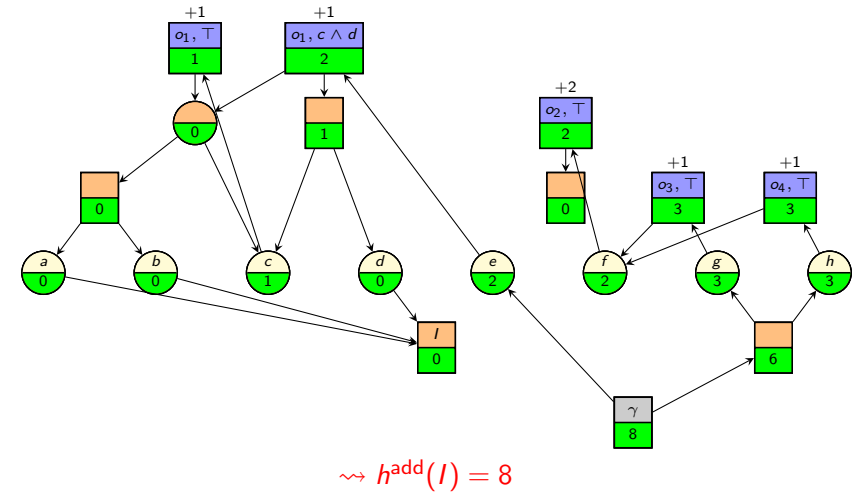 +1 +1
o₁, ⊤ o₁, c ∧ d
1 2
+2
o₂, ⊤
0 1 2
+1 +1
o₃, ⊤ o₄, ⊤
0 0 3 3
a b c d e f g h
0 0 1 0 2 2 3 3
I
0 6
γ
8
⇝ hᵃᵈᵈ(I) = 8